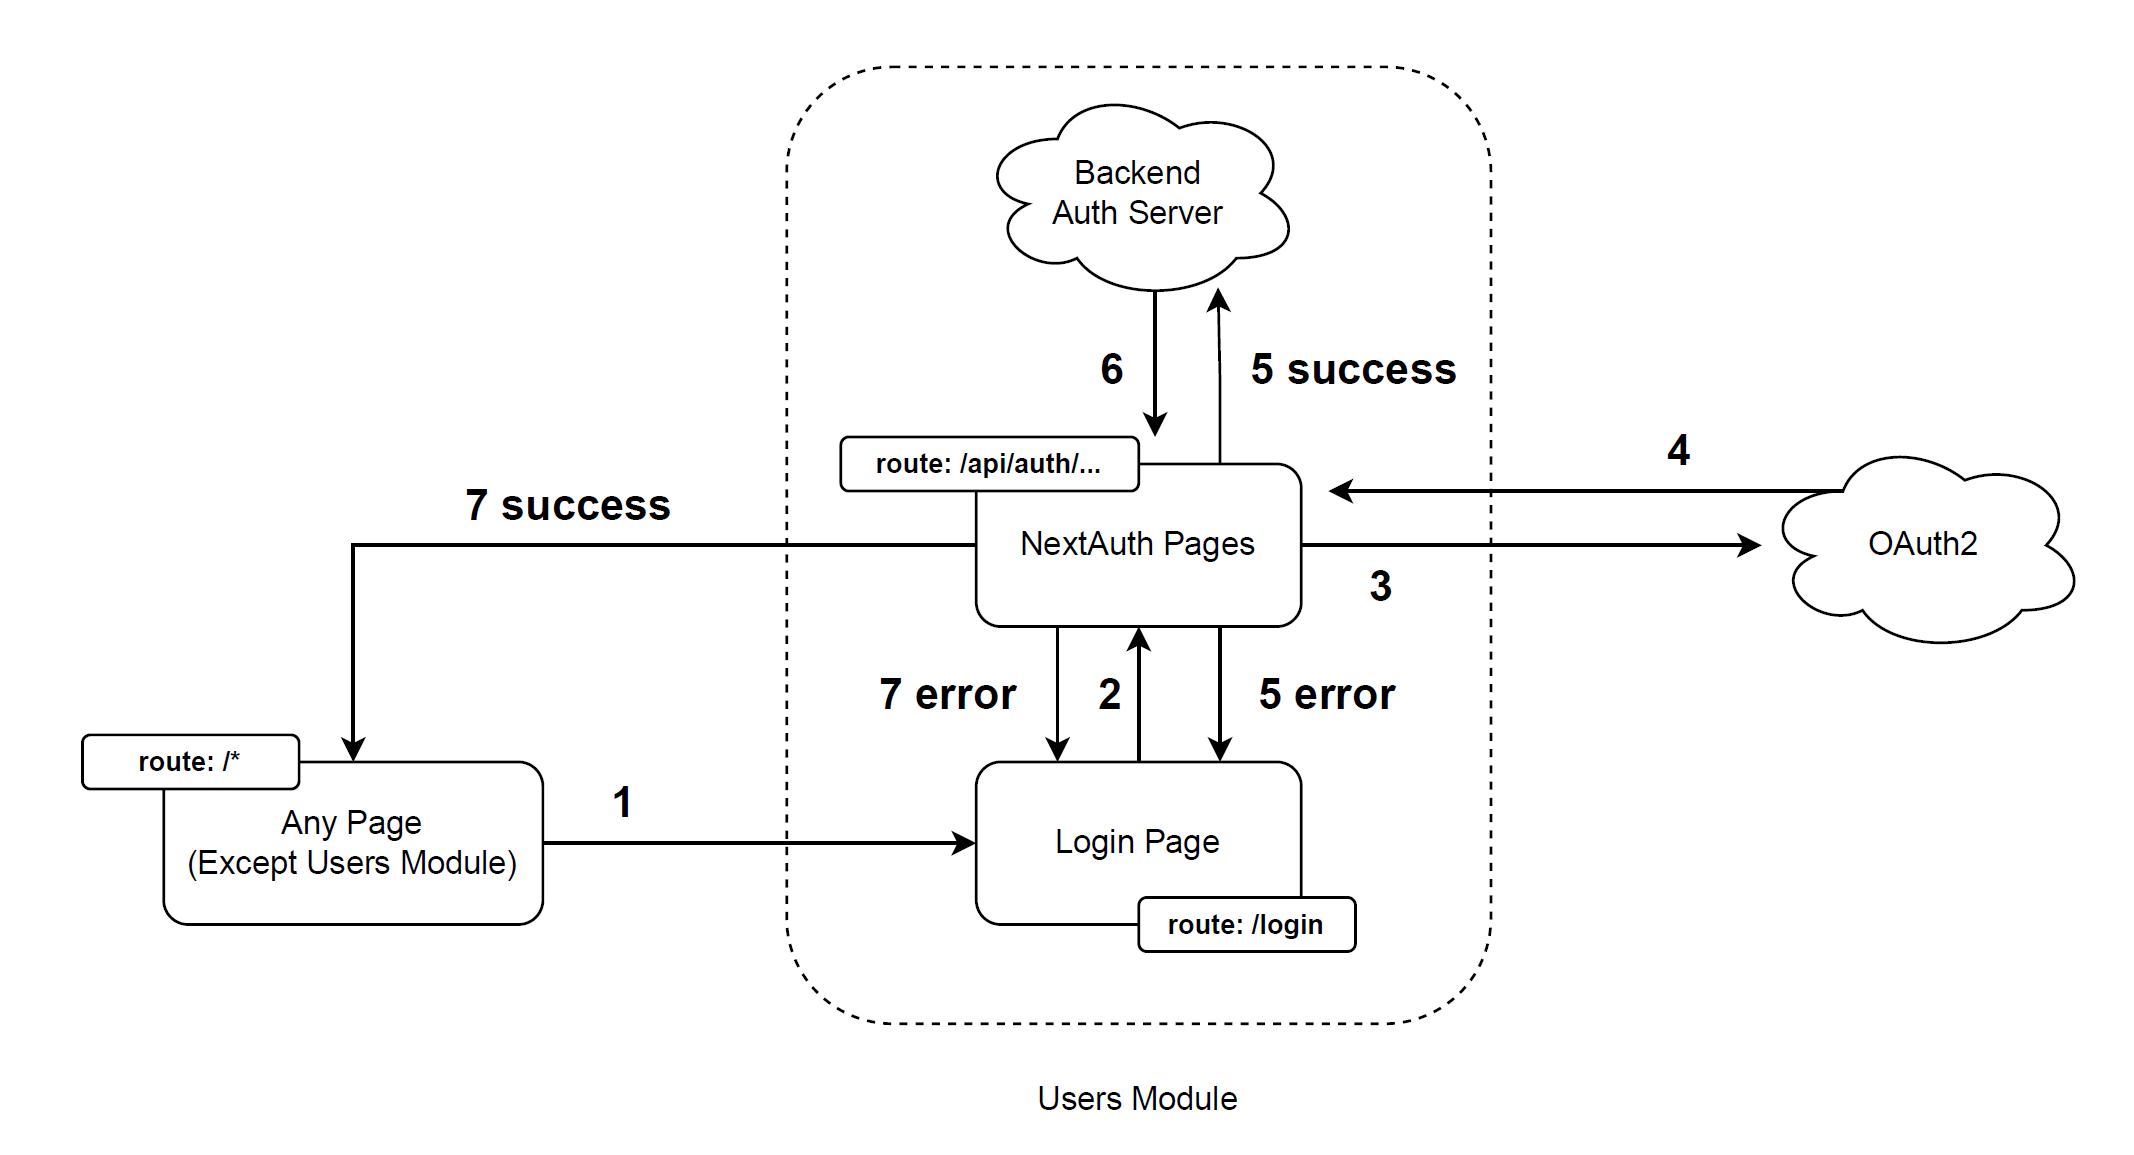 Backend
Auth Server
6
5 success
route: /api/auth/...
4
7 success
NextAuth Pages
OAuth2
3
7 error
2
5 error
route: /*
1
Any Page
(Except Users Module)
Login Page
route: /login
Users Module